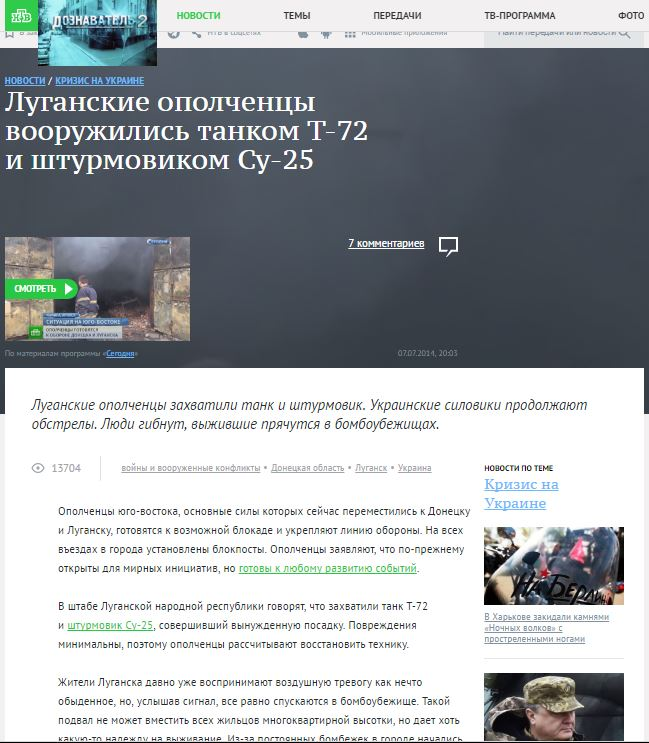 НТВ
ДОЗНАВАТЕЛЬ 2
НОВОСТИ
ТЕМЫ
ПЕРЕДАЧИ
ТВ-ПРОГРАММА
ФОТО
НТВ в соцсетях
Мобильные приложения
Найти передачи или новости
НОВОСТИ / КРИЗИС НА УКРАИНЕ
Луганские ополченцы
вооружились танком Т-72
и штурмовиком Су-25
7 комментариев
СМОТРЕТЬ
СИТУАЦИЯ НА ЮГО-ВОСТОКЕ
ОПОЛЧЕНЦЫ ГОТОВЯТСЯ
К ОБОРОНЕ ДОНЕЦКА И ЛУГАНСКА
По материалам программы «Сегодня»
07.07.2014, 20:03
Луганские ополченцы захватили танк и штурмовик. Украинские силовики продолжают
обстрелы. Люди гибнут, выжившие прячутся в бомбоубежищах.
13704
войны и вооруженные конфликты • Донецкая область • Луганск • Украина
Ополченцы юго-востока, основные силы которых сейчас переместились к Донецку
и Луганску, готовятся к возможной блокаде и укрепляют линию обороны. На всех
въездах в города установлены блокпосты. Ополченцы заявляют, что по-прежнему
открыты для мирных инициатив, но готовы к любому развитию событий.
В штабе Луганской народной республики говорят, что захватили танк Т-72
и штурмовик Су-25, совершивший вынужденную посадку. Повреждения
минимальны, поэтому ополченцы рассчитывают восстановить технику.
Жители Луганска давно уже воспринимают воздушную тревогу как нечто
обыденное, но, услышав сигнал, все равно спускаются в бомбоубежище. Такой
подвал не может вместить всех жильцов многоквартирной высотки, но дает хоть
какую-то надежду на выживание. Из-за постоянных бомбежек в городе начались
НОВОСТИ ПО ТЕМЕ
Кризис на
Украине
НА БЕРЛИН
В Харькове закидали камнями
«Ночных волков» с
простреленными ногами